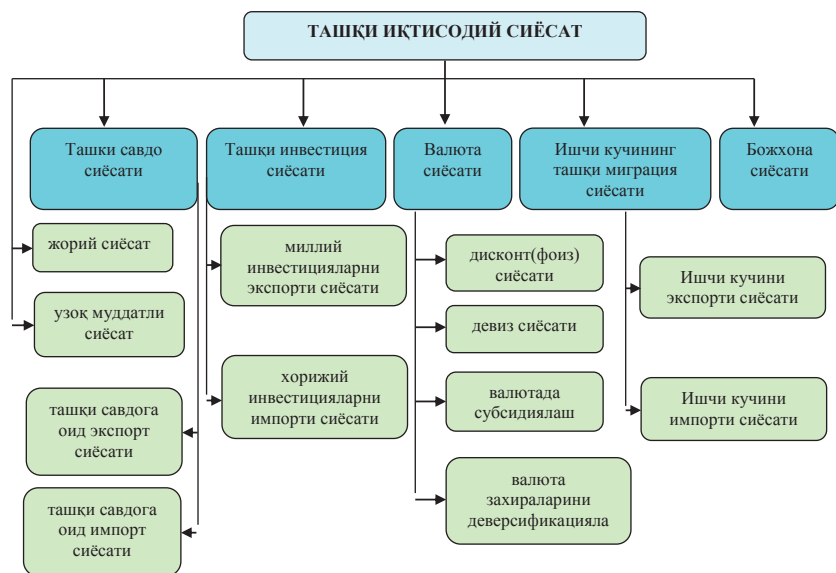 ТАШҚИ ИҚТИСОДИЙ СИЁСАТ
Ташки савдо
сиёсати
Ташқи инвестиция
сиёсати
Валюта
сиёсати
Ишчи кучининг
ташқи миграция
сиёсати
Божхона
сиёсати
жорий сиёсат
узоқ муддатли
сиёсат
ташқи савдога
оид экспорт
сиёсати
ташқи савдога
оид импорт
сиёсати
миллий
инвестицияларни
экспорти сиёсати
хорижий
инвестицияларни
импорти сиёсати
дисконт(фоиз)
сиёсати
девиз сиёсати
валютада
субсидиялаш
валюта
захираларини
деверсификацияла
Ишчи кучини
экспорти сиёсати
Ишчи кучини
импорти сиёсати